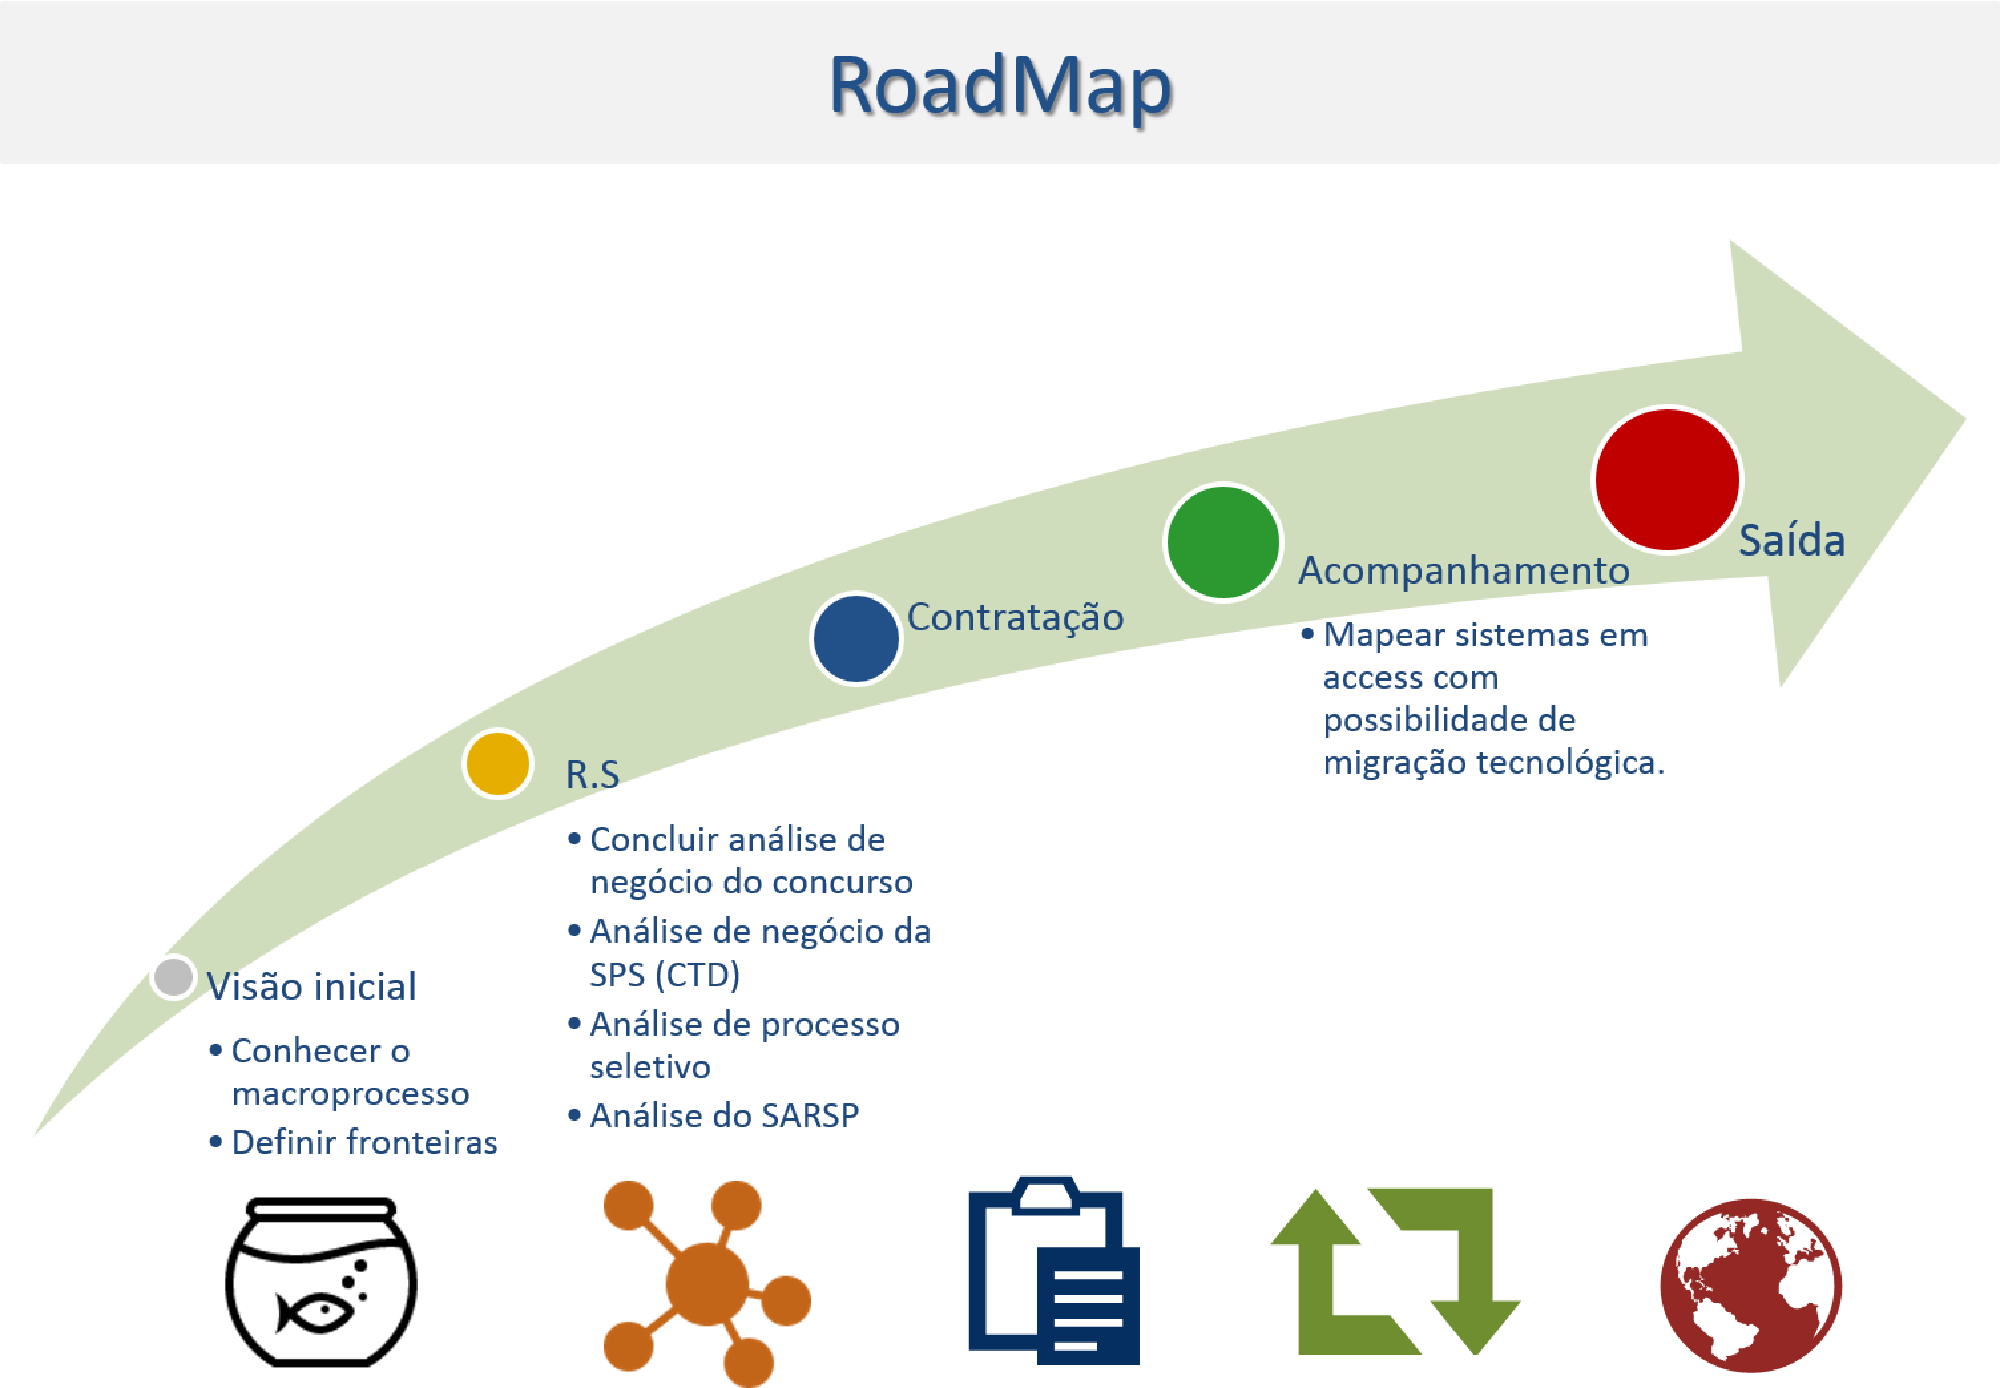 RoadMap
Visão inicial
• Conhecer o
macroprocesso
• Definir fronteiras
R.S
• Concluir análise de
negócio do concurso
• Análise de negócio da
SPS (CTD)
• Análise de processo
seletivo
• Análise do SARSP
Contratação
Acompanhamento
• Mapear sistemas em
access com
possibilidade de
migração tecnológica.
Saída